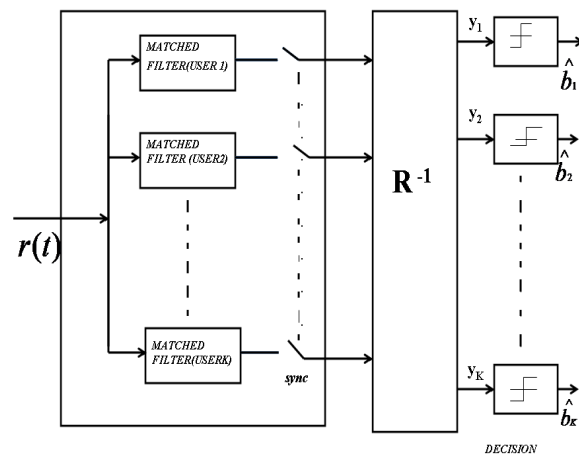 MATCHED
FILTER(USER 1)
MATCHED
FILTER (USER2)
r(t)
MATCHED
FILTER(USERK)
sync
R⁻¹
y₁
b̂₁
y₂
b̂₂
y_K
b̂_K
DECISION